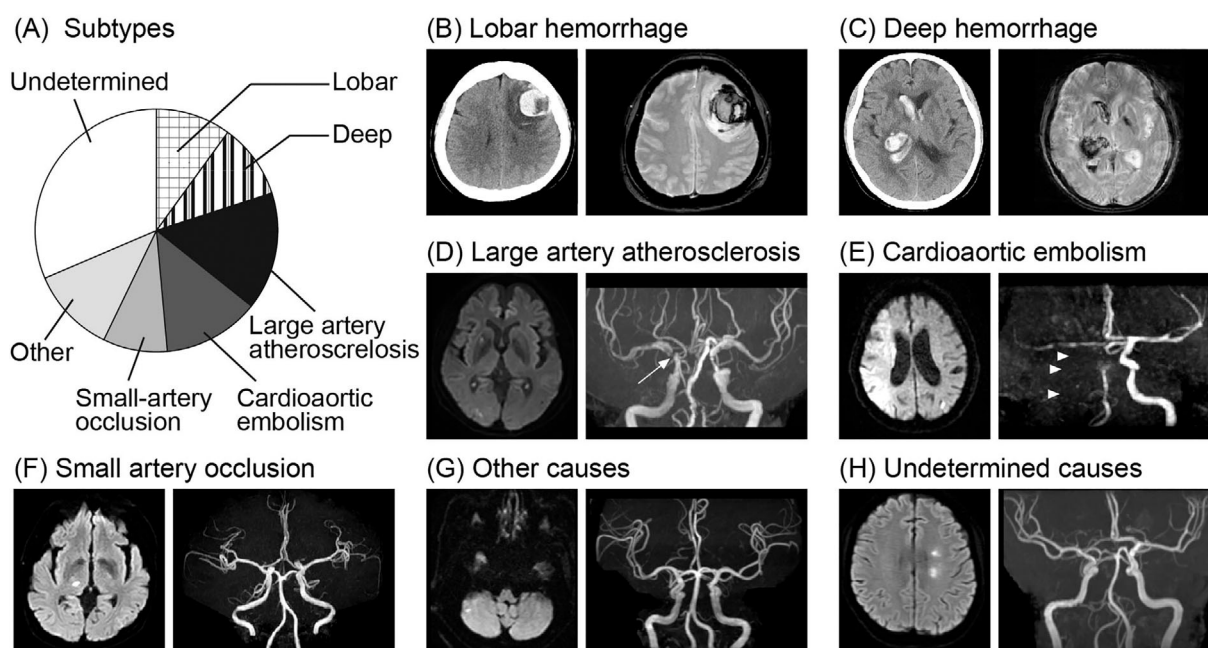 (A) Subtypes
Undetermined
Lobar
Deep
Large artery
atheroscrelosis
Cardioaortic
embolism
Small-artery
occlusion
Other
(B) Lobar hemorrhage
(C) Deep hemorrhage
(D) Large artery atherosclerosis
(E) Cardioaortic embolism
(F) Small artery occlusion
(G) Other causes
(H) Undetermined causes